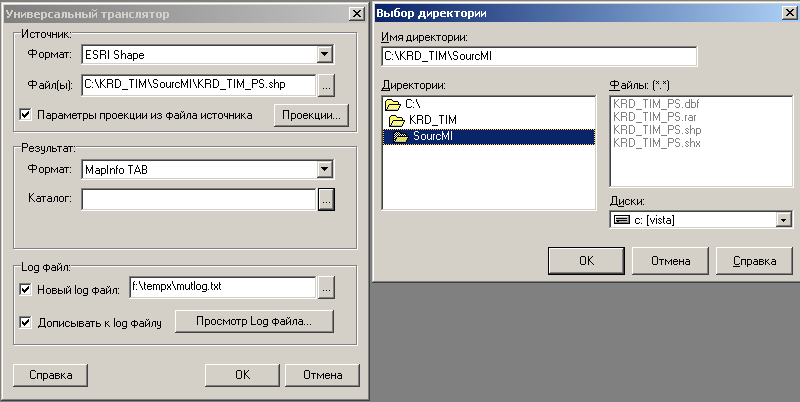 Универсальный транслятор
Источник:
Формат: ESRI Shape
Файл(ы): C:\KRD_TIM\SourcMI\KRD_TIM_PS.shp ...
Параметры проекции из файла источника Проекции...
Результат:
Формат: MapInfo TAB
Каталог: ...
Log файл:
Новый log файл: f:\tempx\mutlog.txt ...
Дописывать к log файлу Просмотр Log файла...
Справка OK Отмена
Выбор директории
Имя директории:
C:\KRD_TIM\SourcMI
Директории:
C:\
KRD_TIM
SourcMI
Файлы: (*.*)
KRD_TIM_PS.dbf
KRD_TIM_PS.rar
KRD_TIM_PS.shp
KRD_TIM_PS.shx
Диски:
c: [vista]
OK Отмена Справка